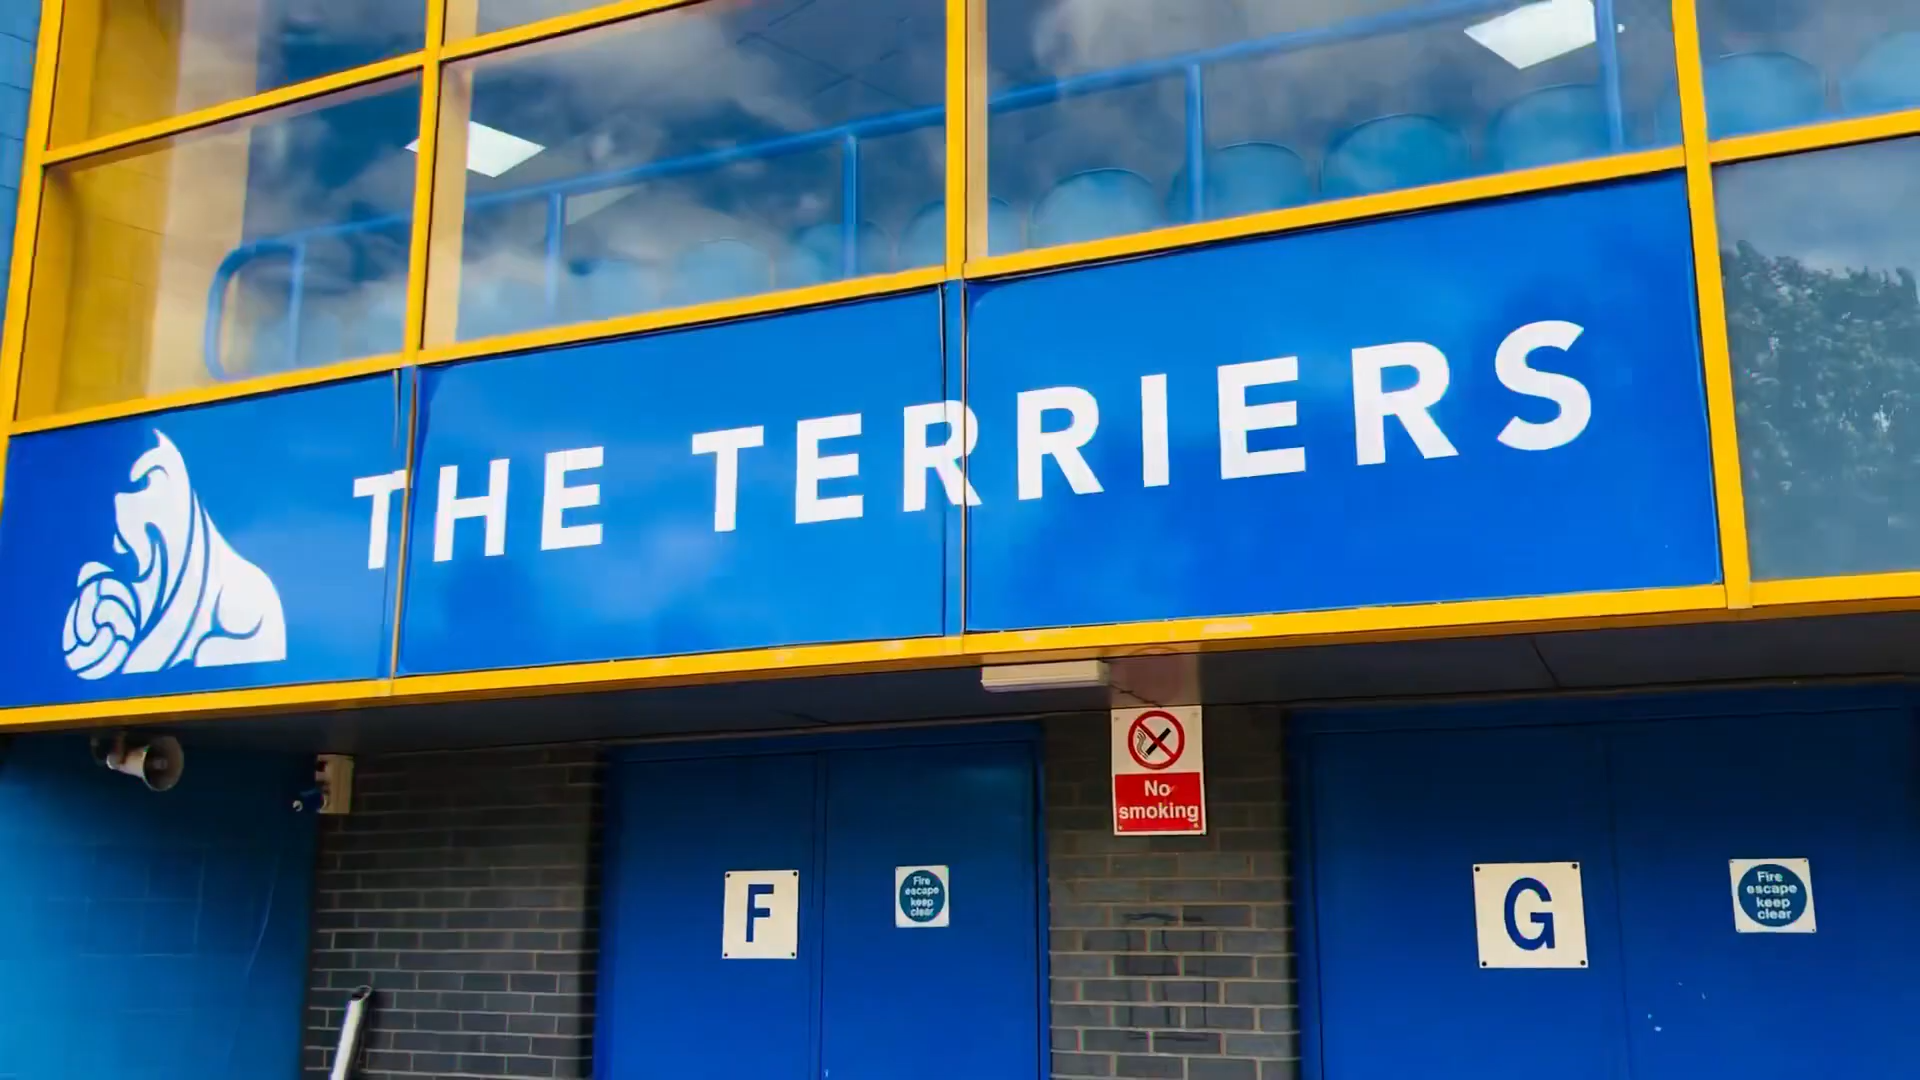 THE TERRIERS
No
smoking
F
Fire
escape
keep
clear
G
Fire
escape
keep
clear